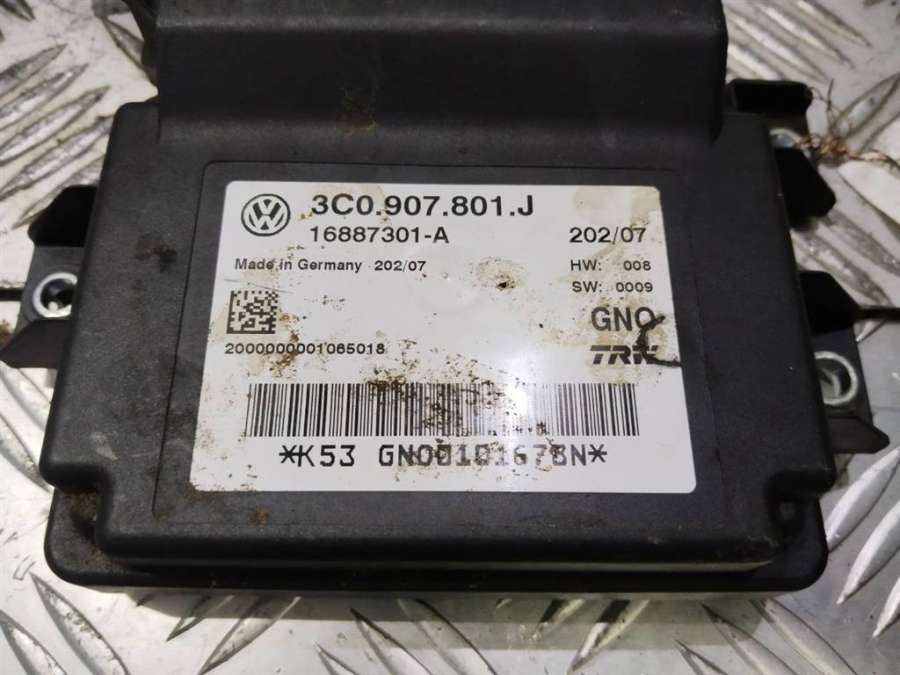 3C0.907.801.J
16887301-A 202/07
Made in Germany 202/07 HW: 008
SW: 0009
GNO
2000000001065018 TRW
*K53 GNO0101678N*